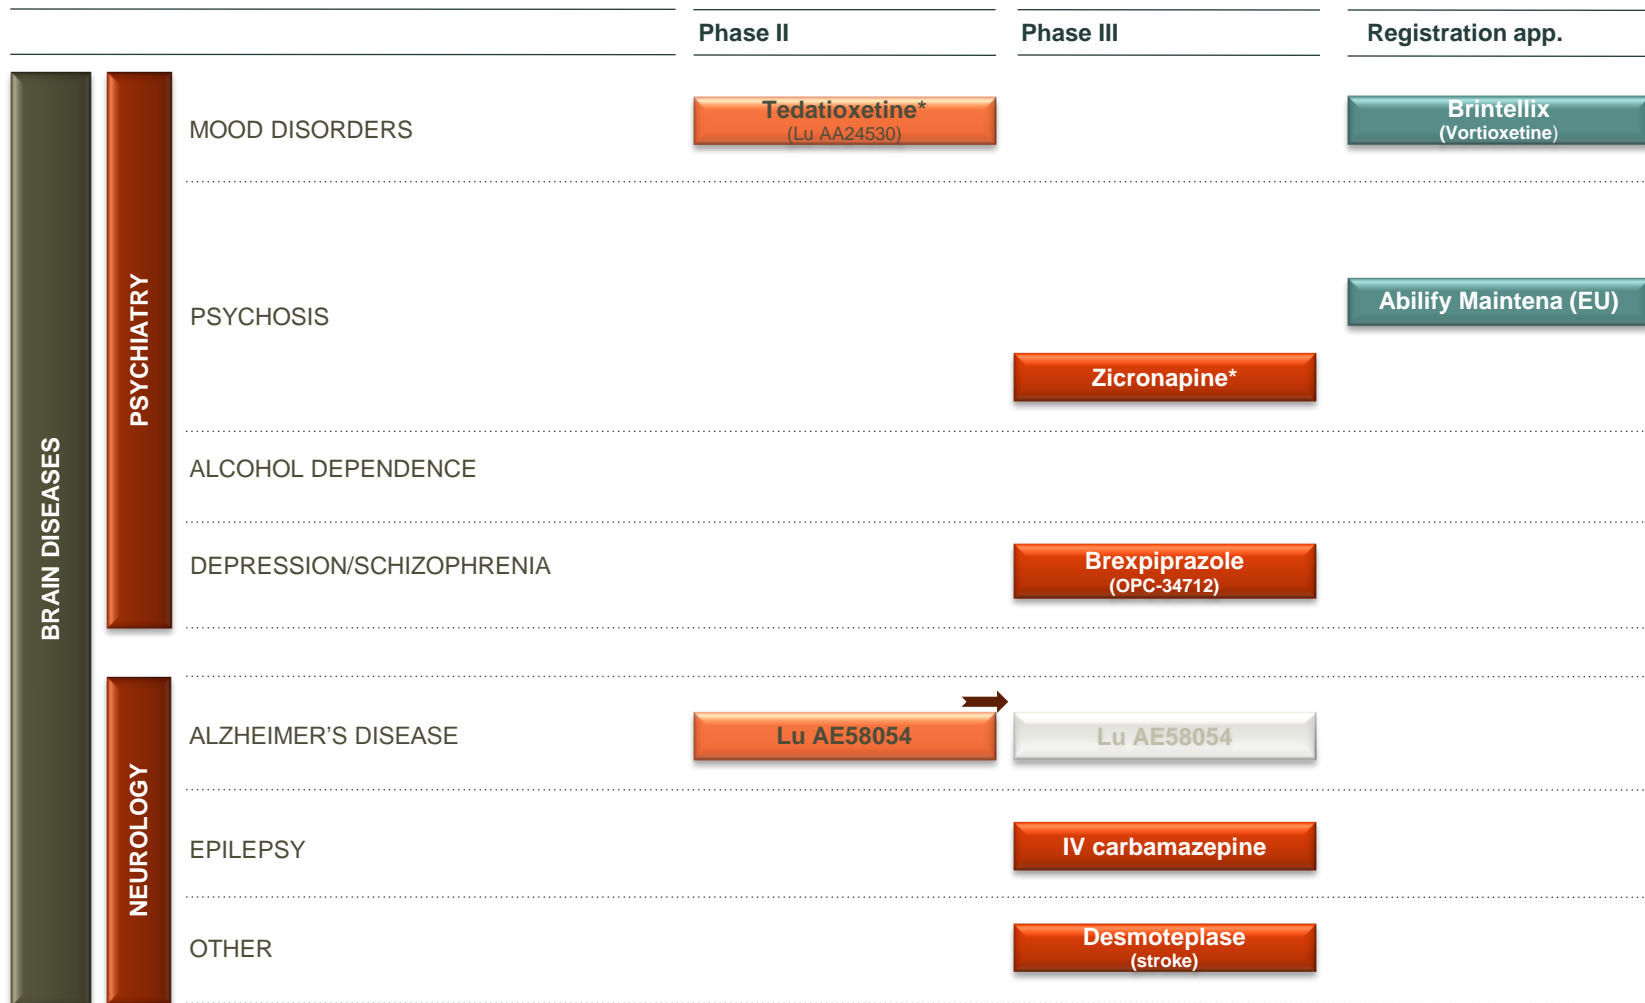 Phase II
Phase III
Registration app.
BRAIN DISEASES
PSYCHIATRY
MOOD DISORDERS
Tedatioxetine*
(Lu AA24530)
Brintellix
(Vortioxetine)
PSYCHOSIS
Abilify Maintena (EU)
Zicronapine*
ALCOHOL DEPENDENCE
DEPRESSION/SCHIZOPHRENIA
Brexpiprazole
(OPC-34712)
NEUROLOGY
ALZHEIMER'S DISEASE
Lu AE58054
Lu AE58054
EPILEPSY
IV carbamazepine
OTHER
Desmoteplase
(stroke)